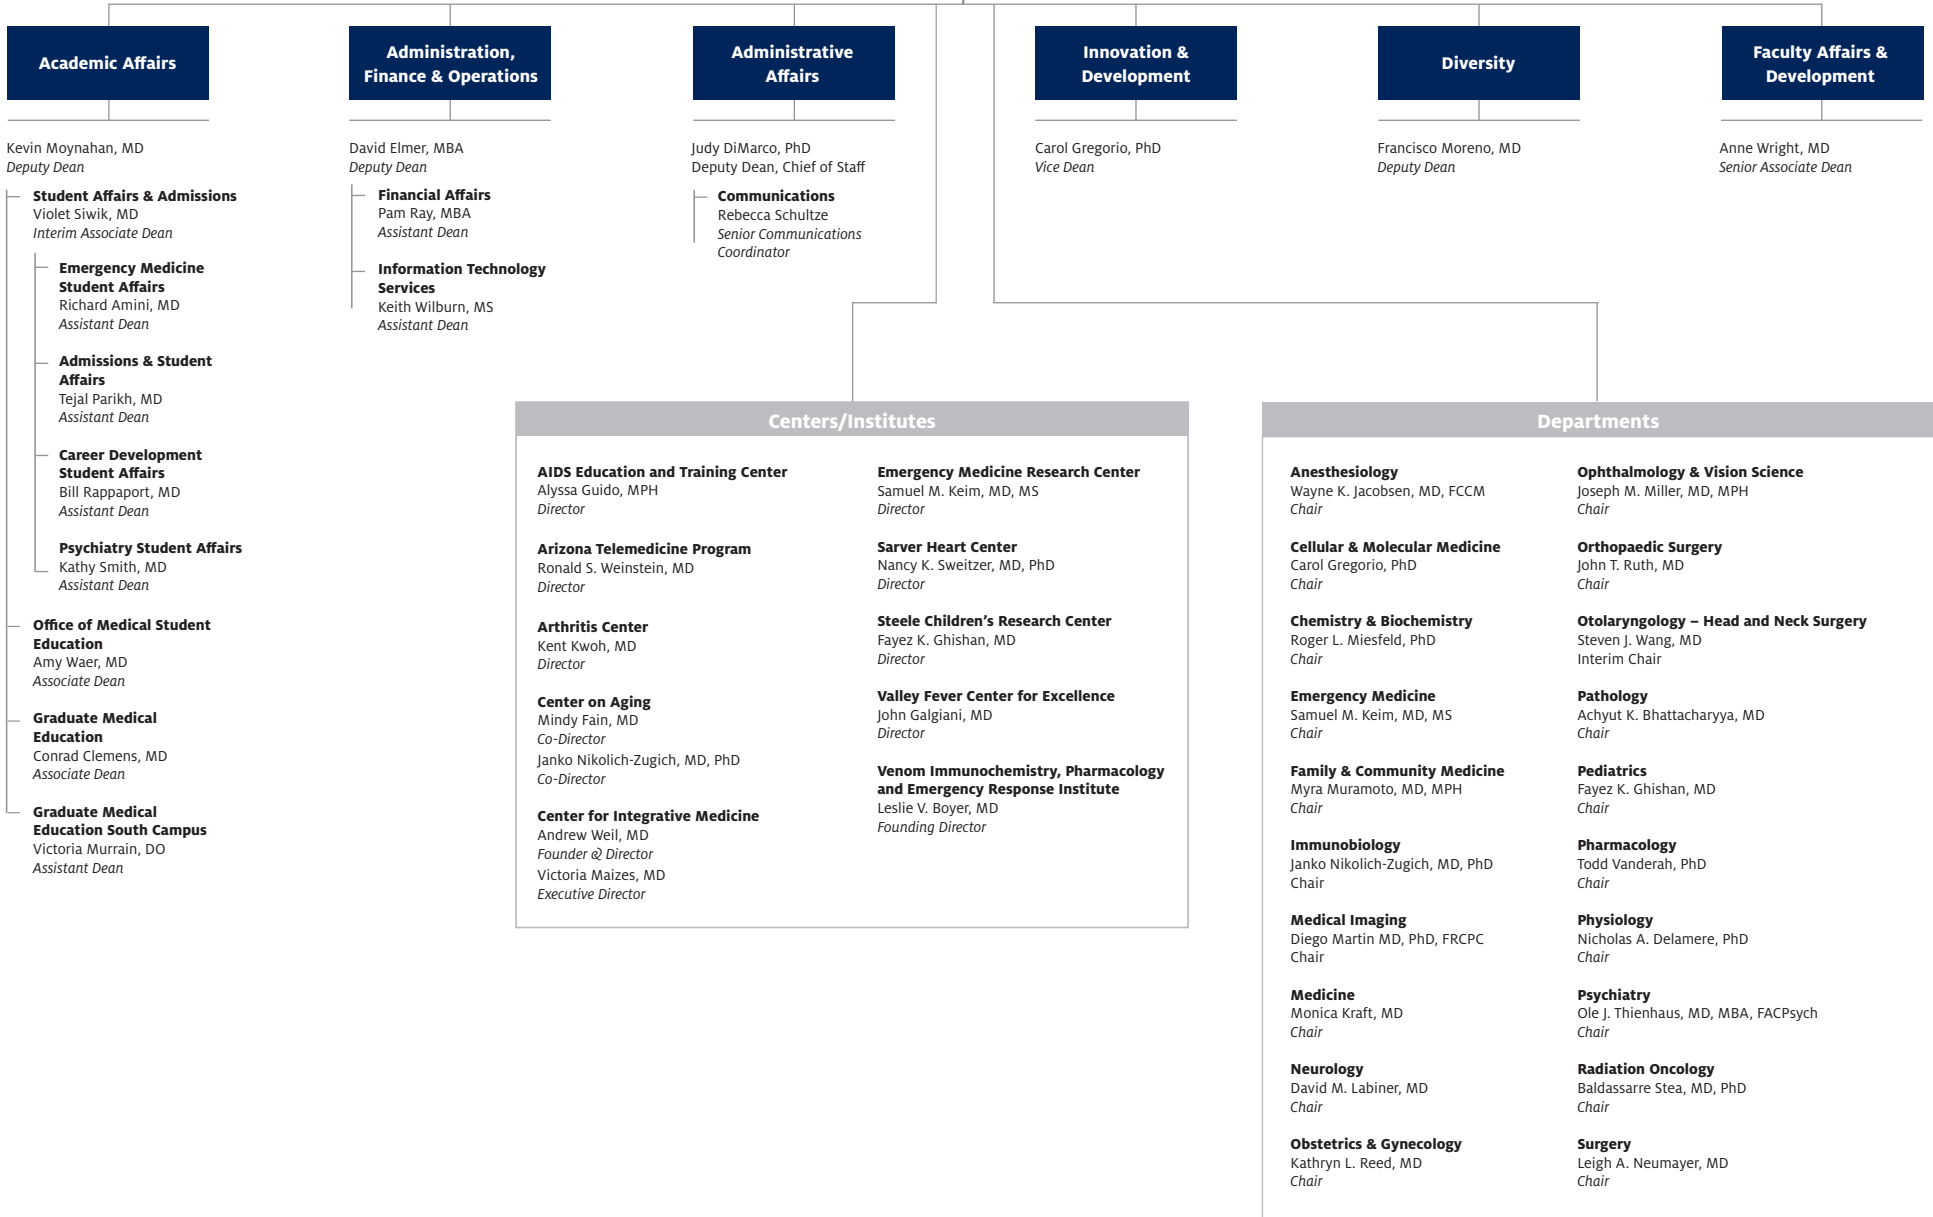 Academic Affairs
Kevin Moynahan, MD
Deputy Dean
Student Affairs & Admissions
Violet Siwik, MD
Interim Associate Dean
Emergency Medicine
Student Affairs
Richard Amini, MD
Assistant Dean
Admissions & Student
Affairs
Tejal Parikh, MD
Assistant Dean
Career Development
Student Affairs
Bill Rappaport, MD
Assistant Dean
Psychiatry Student Affairs
Kathy Smith, MD
Assistant Dean
Office of Medical Student
Education
Amy Waer, MD
Associate Dean
Graduate Medical
Education
Conrad Clemens, MD
Associate Dean
Graduate Medical
Education South Campus
Victoria Murrain, DO
Assistant Dean
Administration,
Finance & Operations
David Elmer, MBA
Deputy Dean
Financial Affairs
Pam Ray, MBA
Assistant Dean
Information Technology
Services
Keith Wilburn, MS
Assistant Dean
Administrative
Affairs
Judy DiMarco, PhD
Deputy Dean, Chief of Staff
Communications
Rebecca Schultze
Senior Communications
Coordinator
Innovation &
Development
Carol Gregorio, PhD
Vice Dean
Diversity
Francisco Moreno, MD
Deputy Dean
Faculty Affairs &
Development
Anne Wright, MD
Senior Associate Dean
Centers/Institutes
AIDS Education and Training Center
Alyssa Guido, MPH
Director
Arizona Telemedicine Program
Ronald S. Weinstein, MD
Director
Arthritis Center
Kent Kwoh, MD
Director
Center on Aging
Mindy Fain, MD
Co-Director
Janko Nikolich-Zugich, MD, PhD
Co-Director
Center for Integrative Medicine
Andrew Weil, MD
Founder & Director
Victoria Maizes, MD
Executive Director
Emergency Medicine Research Center
Samuel M. Keim, MD, MS
Director
Sarver Heart Center
Nancy K. Sweitzer, MD, PhD
Director
Steele Children's Research Center
Fayez K. Ghishan, MD
Director
Valley Fever Center for Excellence
John Galgiani, MD
Director
Venom Immunochemistry, Pharmacology
and Emergency Response Institute
Leslie V. Boyer, MD
Founding Director
Departments
Anesthesiology
Wayne K. Jacobsen, MD, FCCM
Chair
Cellular & Molecular Medicine
Carol Gregorio, PhD
Chair
Chemistry & Biochemistry
Roger L. Miesfeld, PhD
Chair
Emergency Medicine
Samuel M. Keim, MD, MS
Chair
Family & Community Medicine
Myra Muramoto, MD, MPH
Chair
Immunobiology
Janko Nikolich-Zugich, MD, PhD
Chair
Medical Imaging
Diego Martin MD, PhD, FRCPC
Chair
Medicine
Monica Kraft, MD
Chair
Neurology
David M. Labiner, MD
Chair
Obstetrics & Gynecology
Kathryn L. Reed, MD
Chair
Ophthalmology & Vision Science
Joseph M. Miller, MD, MPH
Chair
Orthopaedic Surgery
John T. Ruth, MD
Chair
Otolaryngology – Head and Neck Surgery
Steven J. Wang, MD
Interim Chair
Pathology
Achyut K. Bhattacharyya, MD
Chair
Pediatrics
Fayez K. Ghishan, MD
Chair
Pharmacology
Todd Vanderah, PhD
Chair
Physiology
Nicholas A. Delamere, PhD
Chair
Psychiatry
Ole J. Thienhaus, MD, MBA, FACPsych
Chair
Radiation Oncology
Baldassarre Stea, MD, PhD
Chair
Surgery
Leigh A. Neumayer, MD
Chair